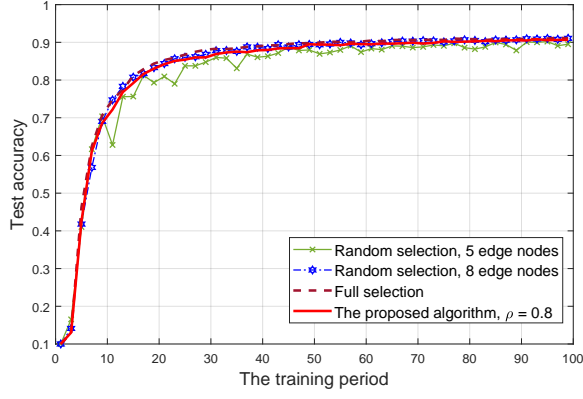 1
0.9
0.8
0.7
0.6
0.5
0.4
0.3
0.2
0.1
Test accuracy
Random selection, 5 edge nodes
Random selection, 8 edge nodes
Full selection
The proposed algorithm, ρ = 0.8
0 10 20 30 40 50 60 70 80 90 100
The training period